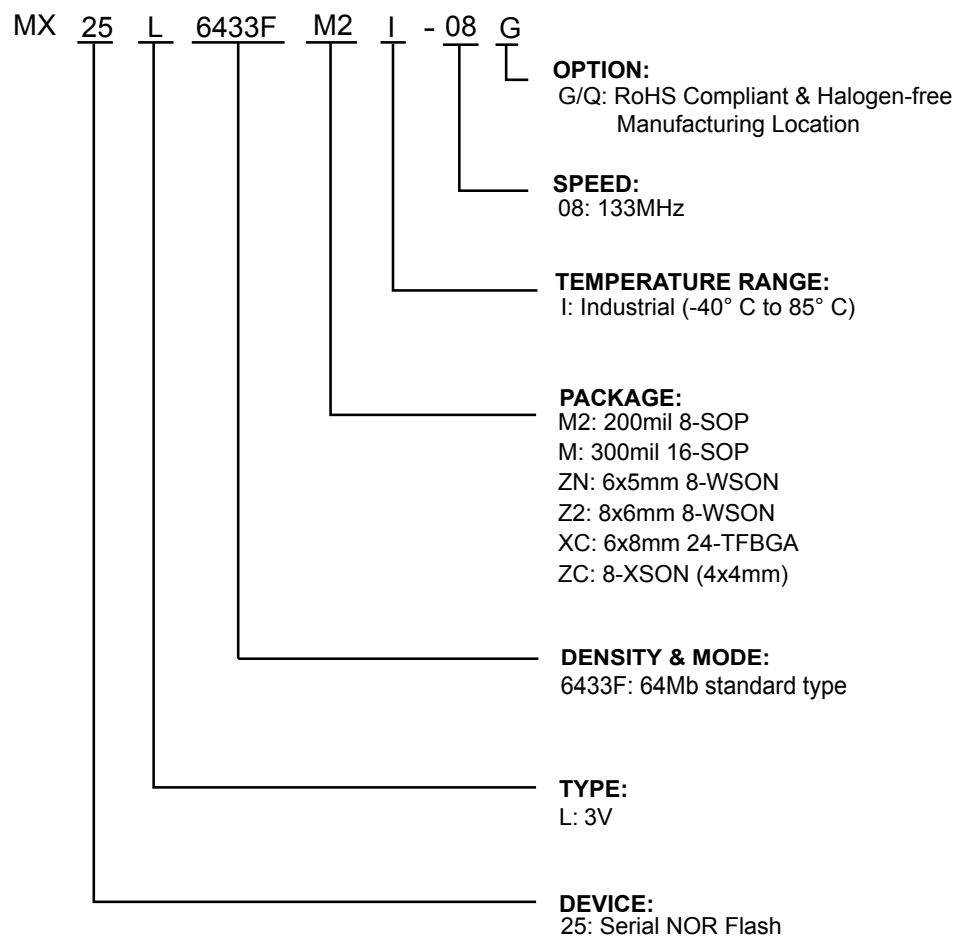 MX 25 L 6433F M2 I - 08 G
OPTION:
G/Q: RoHS Compliant & Halogen-free
Manufacturing Location
SPEED:
08: 133MHz
TEMPERATURE RANGE:
I: Industrial (-40° C to 85° C)
PACKAGE:
M2: 200mil 8-SOP
M: 300mil 16-SOP
ZN: 6x5mm 8-WSON
Z2: 8x6mm 8-WSON
XC: 6x8mm 24-TFBGA
ZC: 8-XSON (4x4mm)
DENSITY & MODE:
6433F: 64Mb standard type
TYPE:
L: 3V
DEVICE:
25: Serial NOR Flash